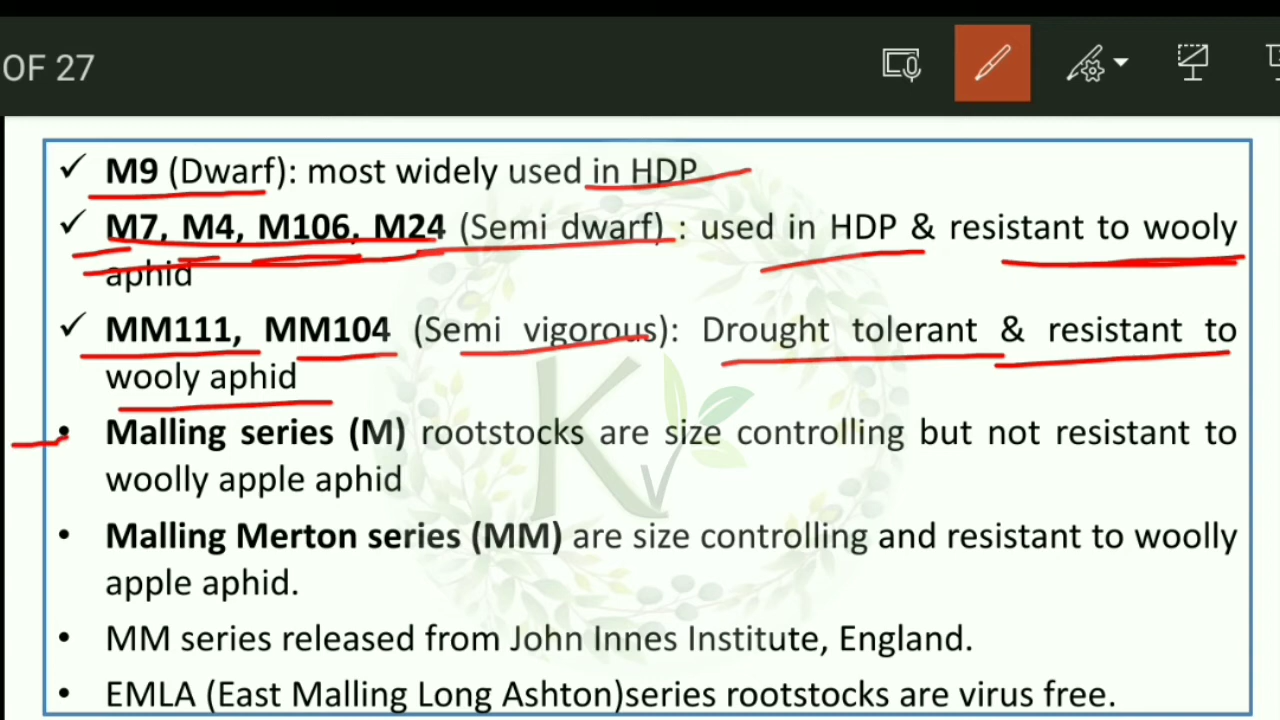 OF 27
✓ M9 (Dwarf): most widely used in HDP
✓ M7, M4, M106, M24 (Semi dwarf) : used in HDP & resistant to wooly
aphid
✓ MM111, MM104 (Semi vigorous): Drought tolerant & resistant to
wooly aphid
• Malling series (M) rootstocks are size controlling but not resistant to
woolly apple aphid
• Malling Merton series (MM) are size controlling and resistant to woolly
apple aphid.
• MM series released from John Innes Institute, England.
• EMLA (East Malling Long Ashton)series rootstocks are virus free.
Kv